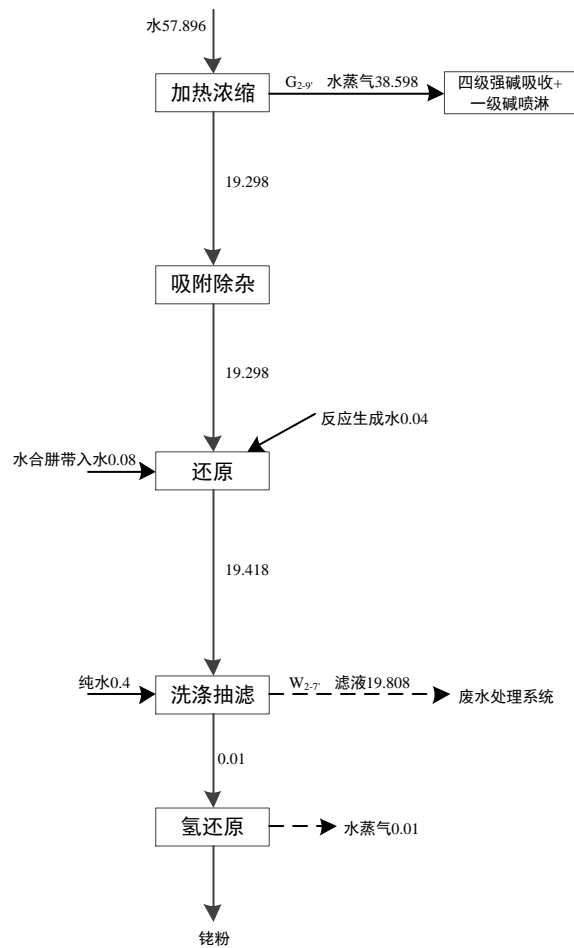 水57.896
加热浓缩
G2-9' 水蒸气38.598
四级强碱吸收+
一级碱喷淋
19.298
吸附除杂
19.298
反应生成水0.04
水合肼带入水0.08
还原
19.418
纯水0.4
洗涤抽滤
W2-7' 滤液19.808
废水处理系统
0.01
氢还原
水蒸气0.01
铑粉